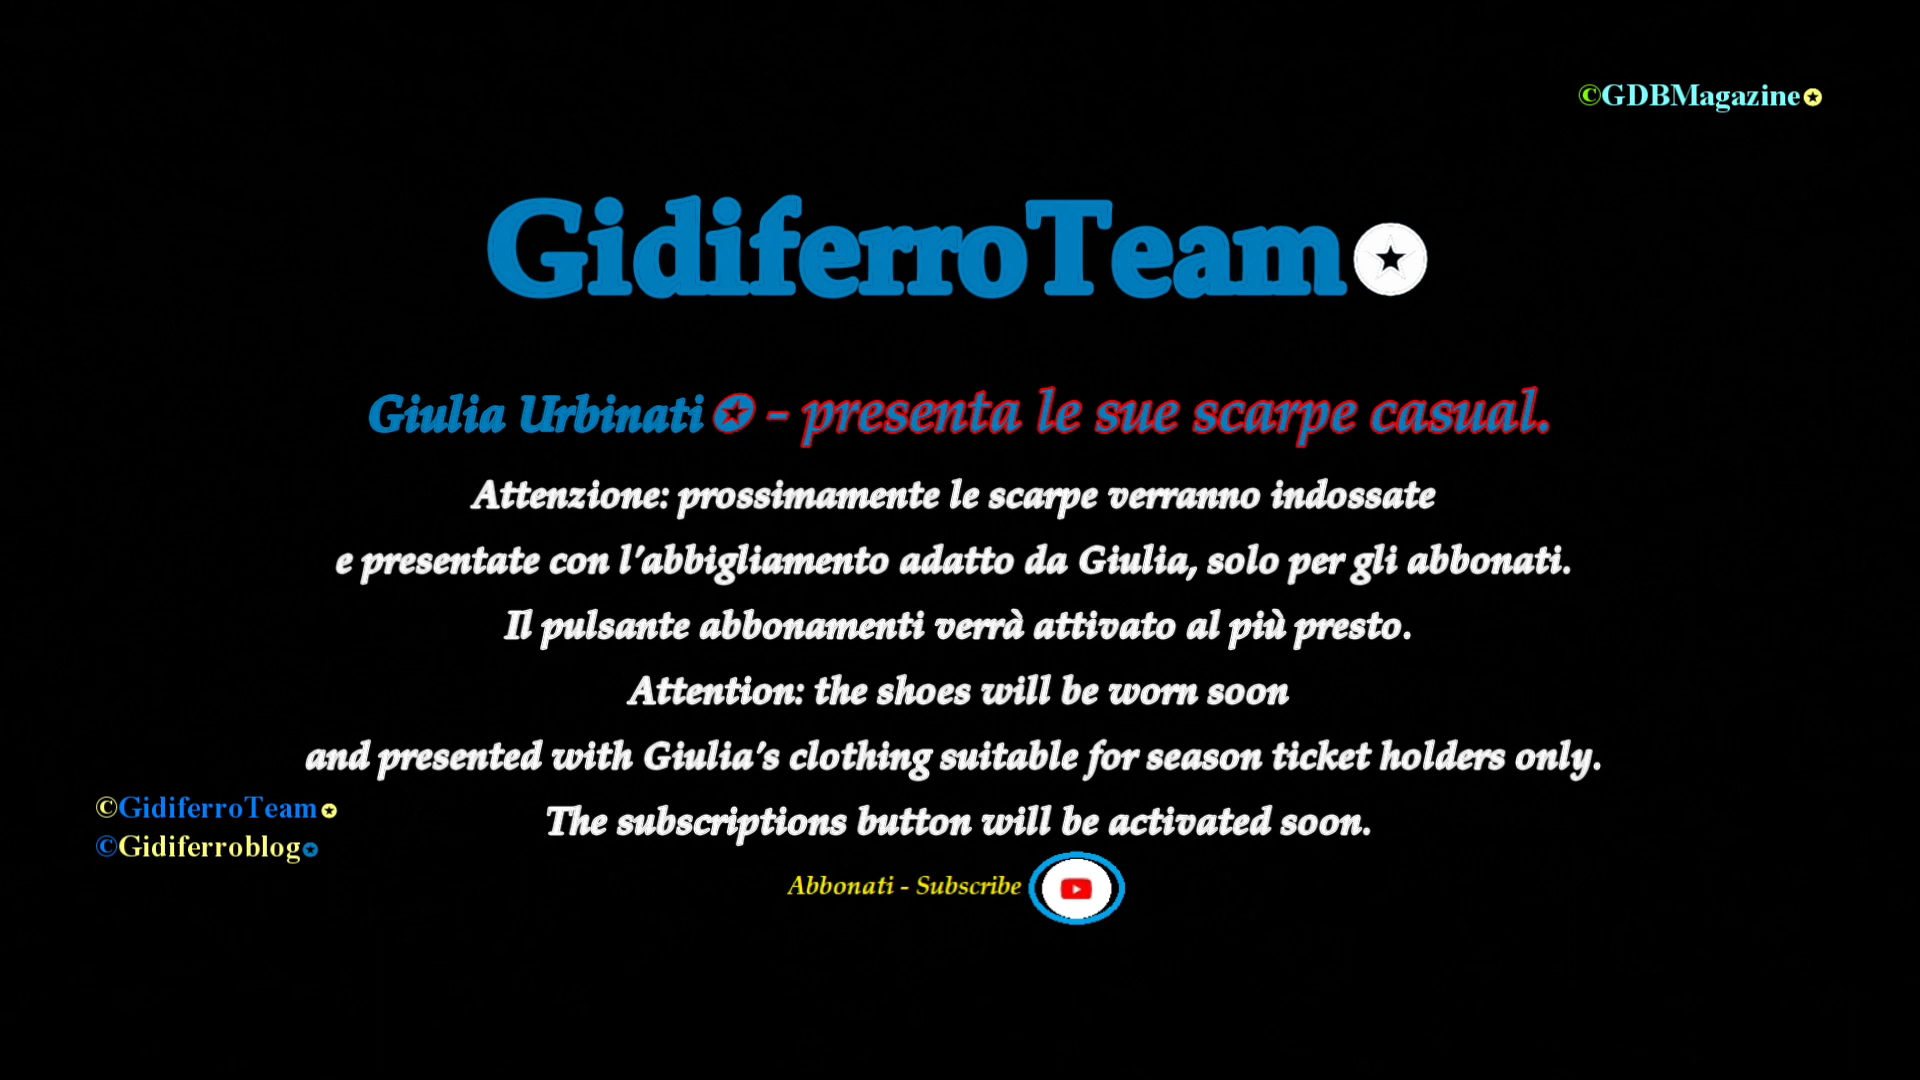 ©GDBMagazine✪
GidiferroTeam✪
Giulia Urbinati✪ - presenta le sue scarpe casual.
Attenzione: prossimamente le scarpe verranno indossate
e presentate con l'abbigliamento adatto da Giulia, solo per gli abbonati.
Il pulsante abbonamenti verrà attivato al più presto.
Attention: the shoes will be worn soon
and presented with Giulia's clothing suitable for season ticket holders only.
The subscriptions button will be activated soon.
©GidiferroTeam✪
©Gidiferroblog✪
Abbonati - Subscribe